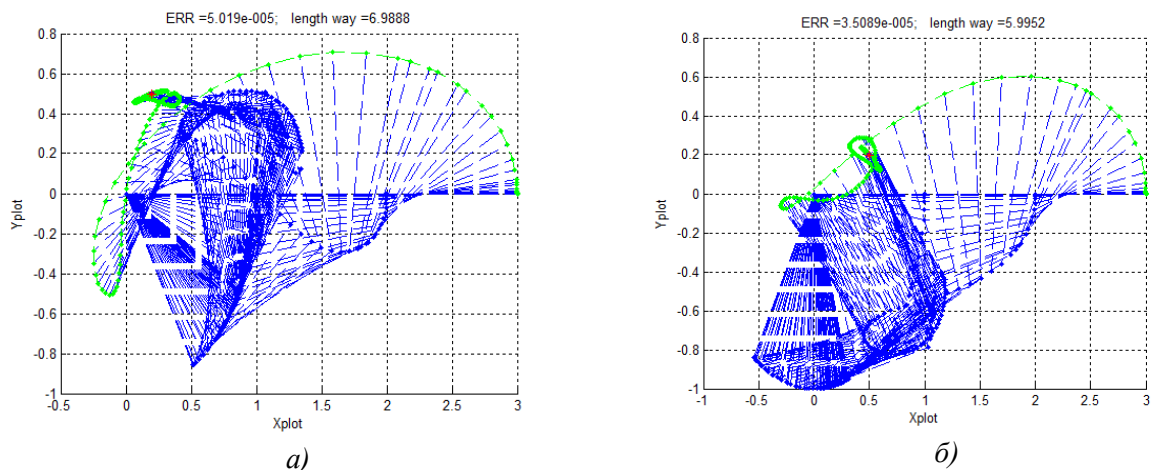 ERR =5.019e-005; length way =6.9888
0.8
0.6
0.4
0.2
0
-0.2
-0.4
-0.6
-0.8
-1
Yplot
-0.5 0 0.5 1 1.5 2 2.5 3
Xplot
а)
ERR =3.5089e-005; length way =5.9952
0.8
0.6
0.4
0.2
0
-0.2
-0.4
-0.6
-0.8
-1
Yplot
-1 -0.5 0 0.5 1 1.5 2 2.5 3
Xplot
б)